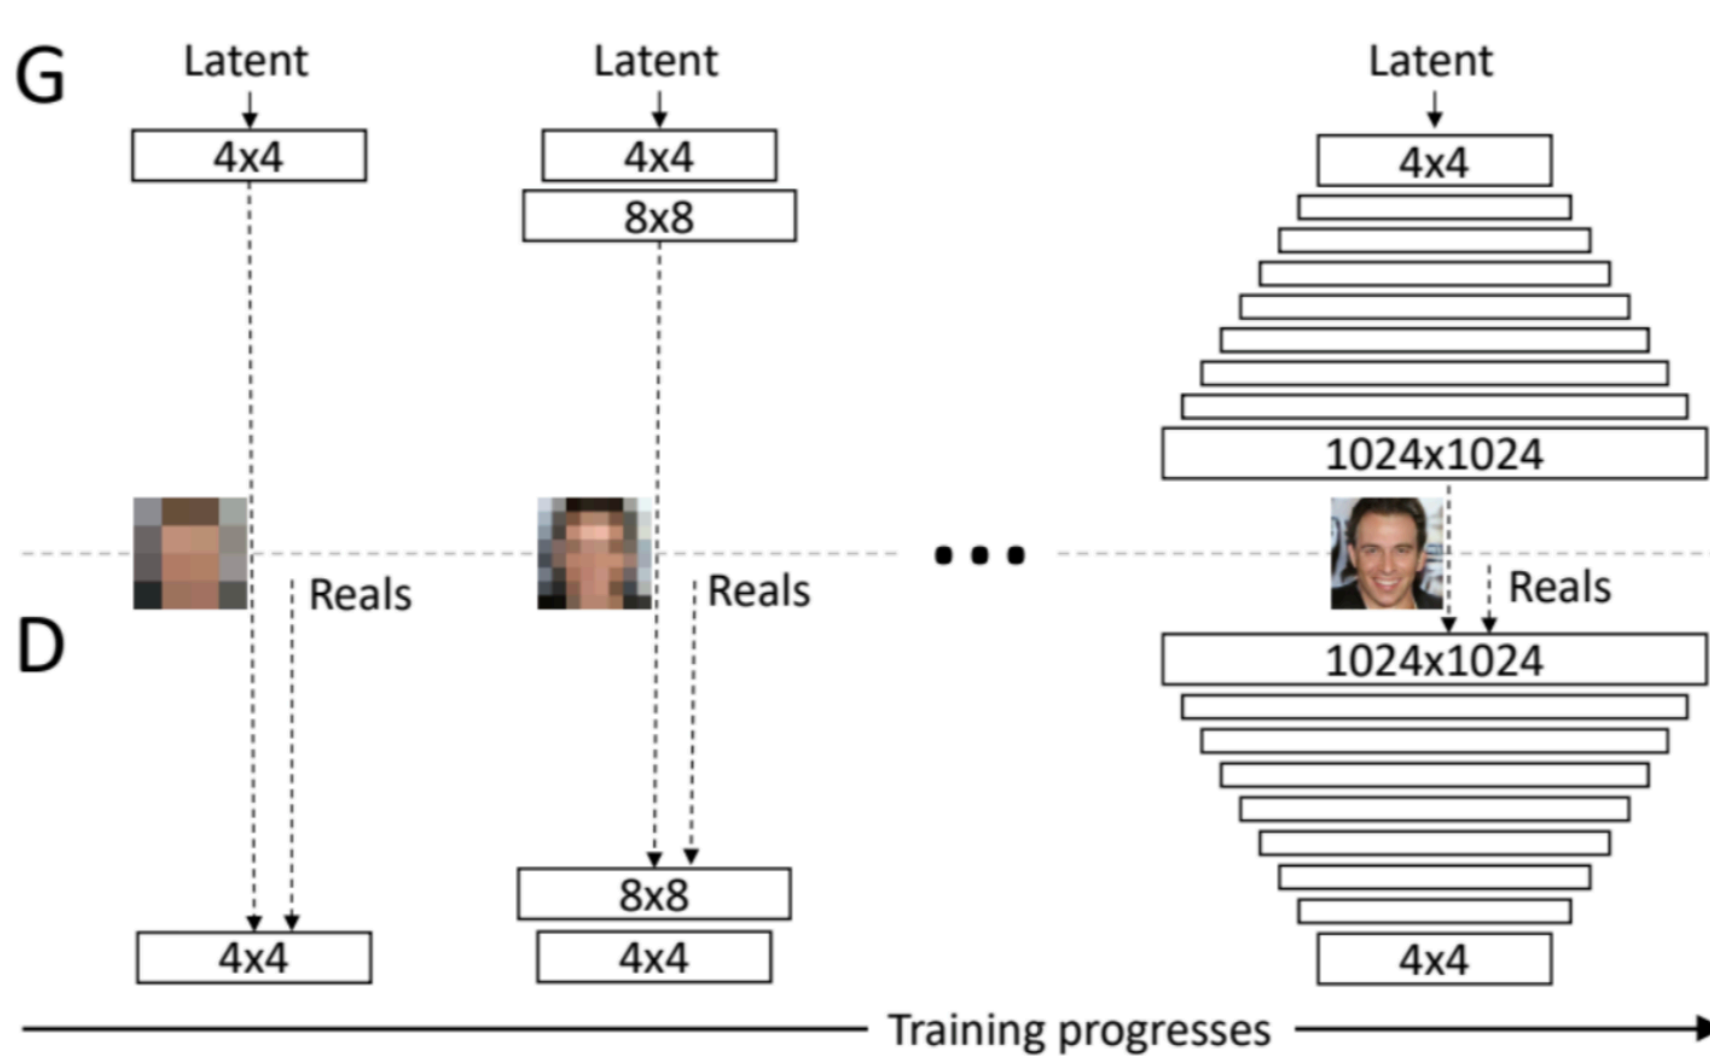 G
Latent
Latent
Latent
4x4
4x4
4x4
8x8
1024x1024
Reals
Reals
Reals
D
1024x1024
8x8
4x4
4x4
4x4
Training progresses